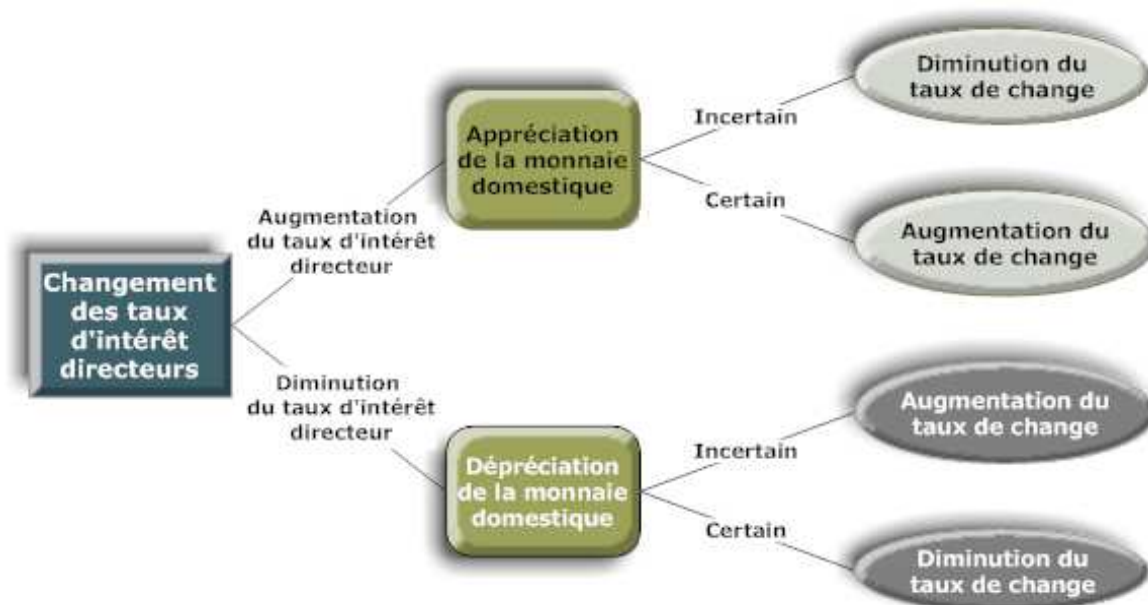 Changement
des taux
d'intérêt
directeurs
Augmentation
du taux d'intérêt
directeur
Appréciation
de la monnaie
domestique
Incertain
Diminution du
taux de change
Certain
Augmentation du
taux de change
Diminution
du taux d'intérêt
directeur
Dépréciation
de la monnaie
domestique
Incertain
Augmentation du
taux de change
Certain
Diminution du
taux de change